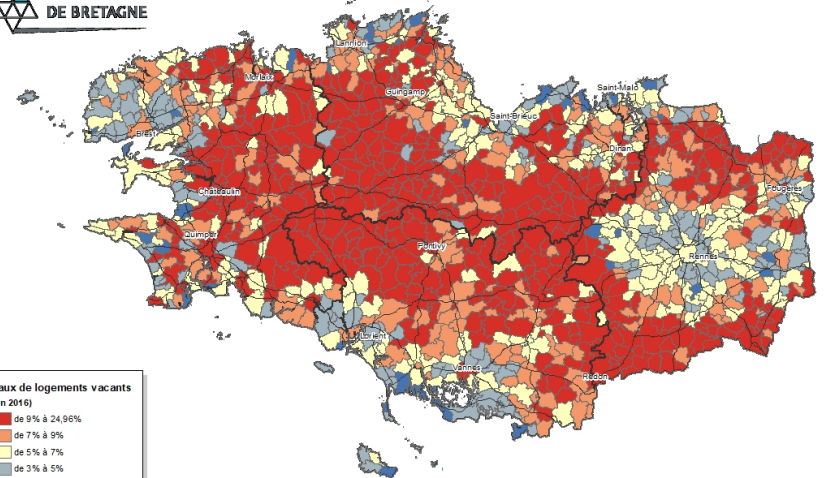 DE BRETAGNE
Lannion
Morlaix
Guingamp
Saint-Malo
Saint-Brieuc
Brest
Dinan
Châteaulin
Fougères
Quimper
Pontivy
Rennes
Lorient
Vannes
Redon
aux de logements vacants
n 2016)
de 9% à 24,96%
de 7% à 9%
de 5% à 7%
de 3% à 5%